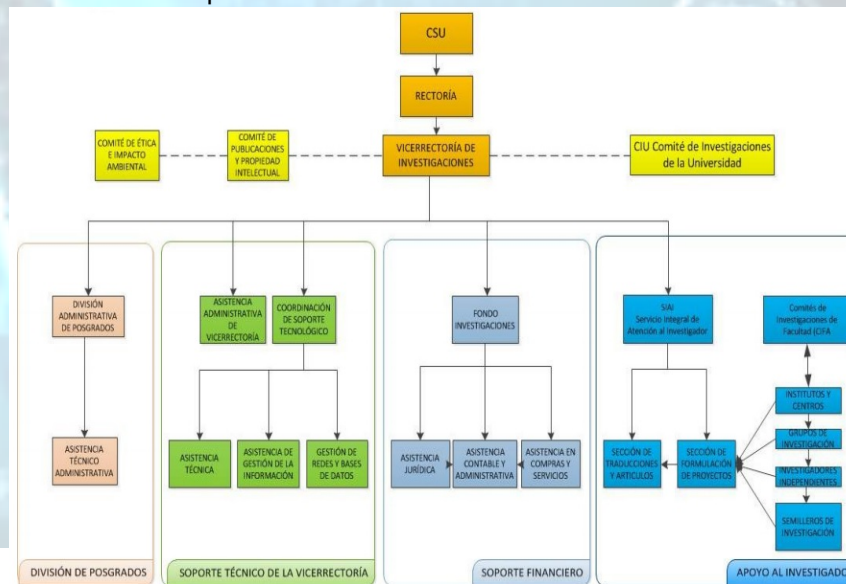 CSU
RECTORÍA
COMITÉ DE ÉTICA
E IMPACTO
AMBIENTAL
COMITÉ DE
PUBLICACIONES
Y PROPIEDAD
INTELECTUAL
VICERRECTORÍA DE
INVESTIGACIONES
CIU Comité de Investigaciones
de la Universidad
DIVISIÓN
ADMINISTRATIVA
DE POSGRADOS
ASISTENCIA
ADMINISTRATIVA
DE
VICERRECTORÍA
COORDINACIÓN
DE SOPORTE
TECNOLÓGICO
FONDO
INVESTIGACIONES
SIAI
Servicio Integral de
Atención al Investigador
Comités de
Investigaciones de
Facultad (CIFA
INSTITUTOS Y
CENTROS
GRUPOS DE
INVESTIGACIÓN
INVESTIGADORES
INDEPENDIENTES
SEMILLEROS DE
INVESTIGACIÓN
ASISTENCIA
TÉCNICO
ADMINISTRATIVA
ASISTENCIA
TÉCNICA
ASISTENCIA DE
GESTIÓN DE LA
INFORMACIÓN
GESTIÓN DE
REDES Y BASES
DE DATOS
ASISTENCIA
JURÍDICA
ASISTENCIA
CONTABLE Y
ADMINISTRATIVA
ASISTENCIA EN
COMPRAS Y
SERVICIOS
SECCIÓN DE
TRADUCCIONES
Y ARTICULOS
SECCIÓN DE
FORMULACIÓN
DE PROYECTOS
DIVISIÓN DE POSGRADOS
SOPORTE TÉCNICO DE LA VICERRECTORÍA
SOPORTE FINANCIERO
APOYO AL INVESTIGADO